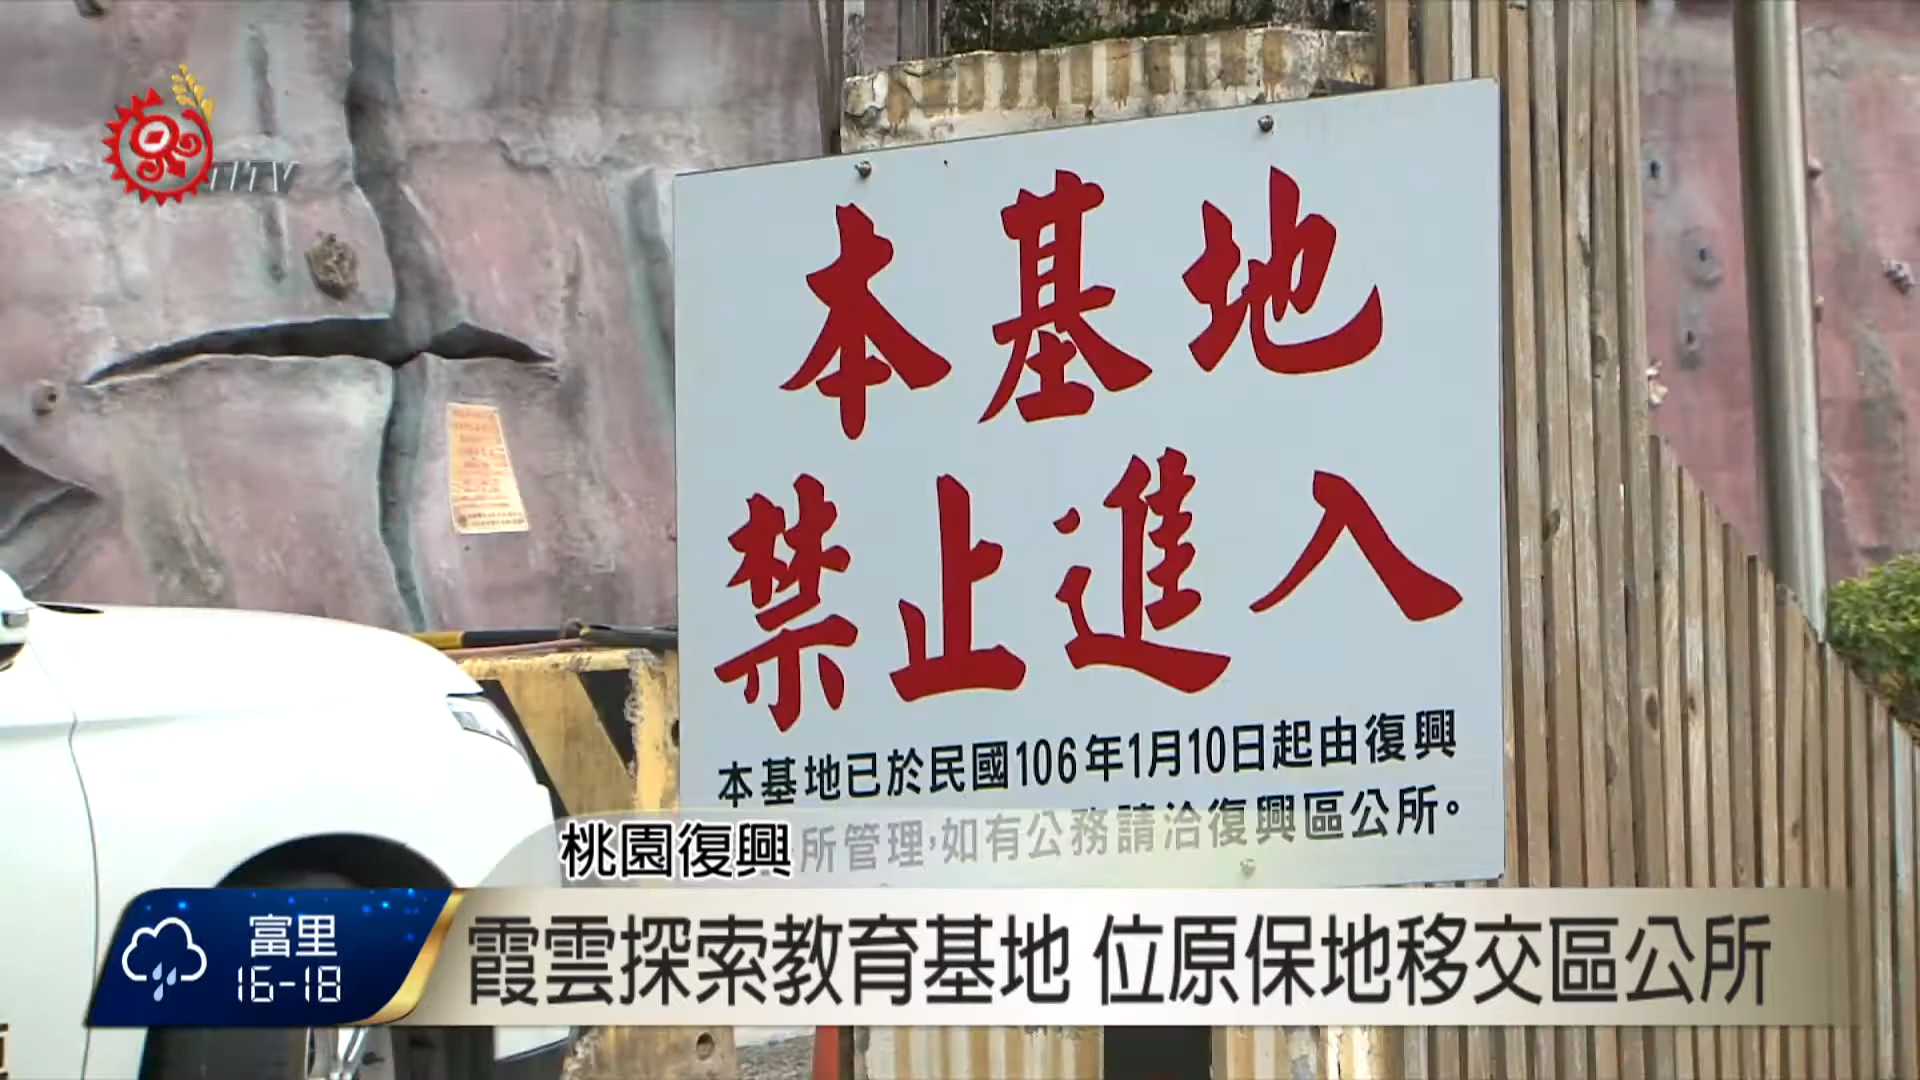 TITV
本基地
禁止進入
本基地已於民國106年1月10日起由復興
所管理,如有公務請洽復興區公所。
桃園復興
富里
16-18
霞雲探索教育基地 位原保地移交區公所